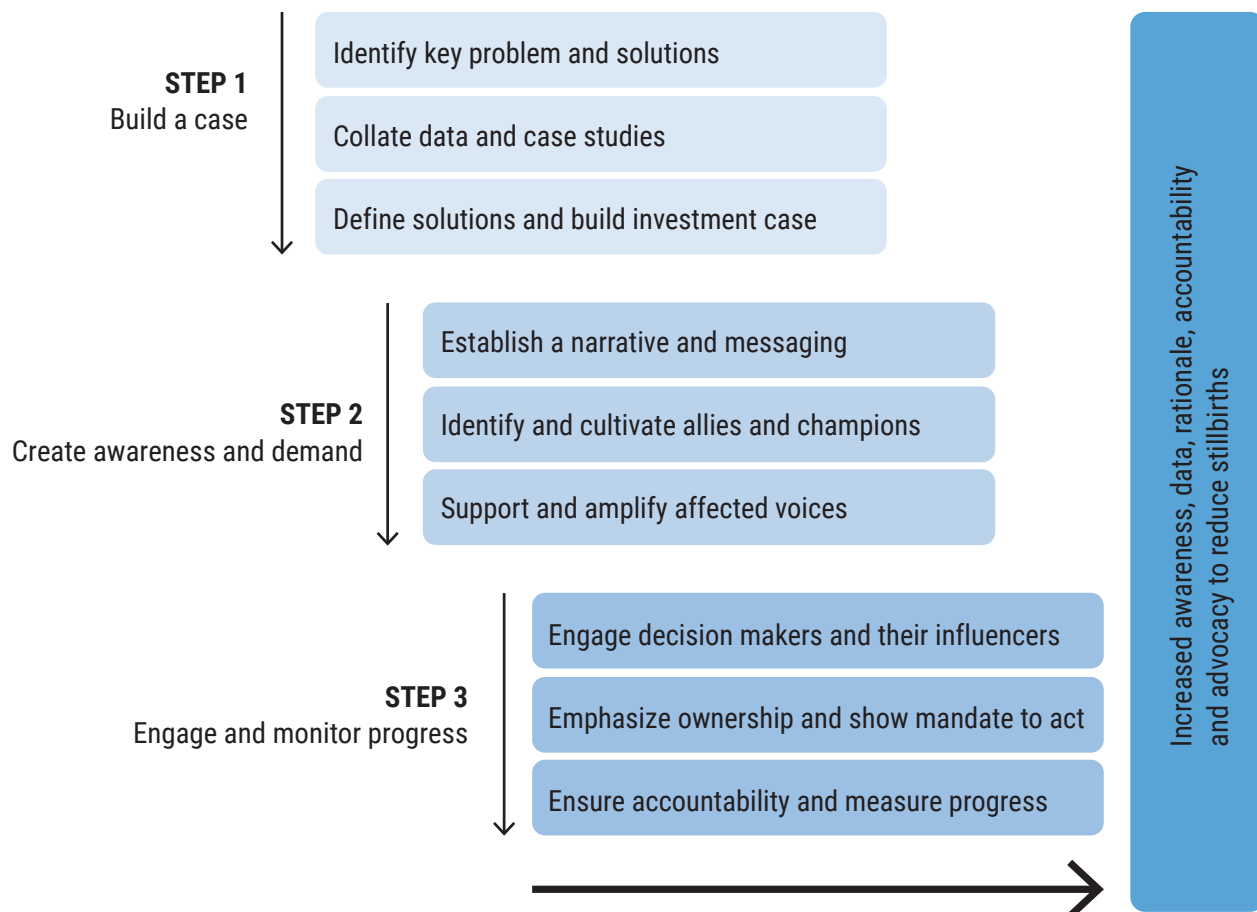 STEP 1
Build a case
Identify key problem and solutions
Collate data and case studies
Define solutions and build investment case
STEP 2
Create awareness and demand
Establish a narrative and messaging
Identify and cultivate allies and champions
Support and amplify affected voices
STEP 3
Engage and monitor progress
Engage decision makers and their influencers
Emphasize ownership and show mandate to act
Ensure accountability and measure progress
Increased awareness, data, rationale, accountability
and advocacy to reduce stillbirths